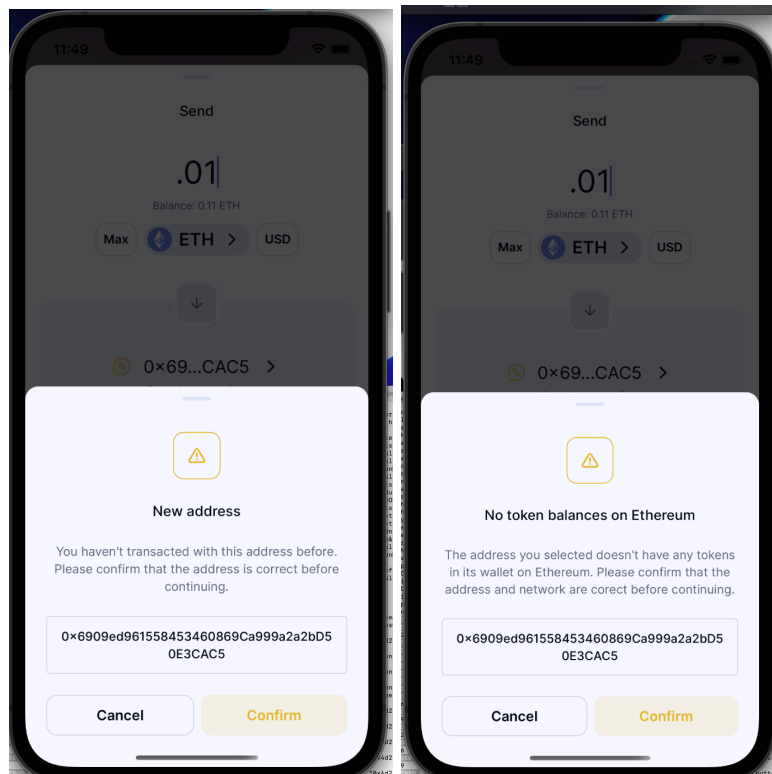 11:49
Send
.01
Balance: 0.11 ETH
Max
ETH >
USD
0×69...CAC5 >
New address
You haven't transacted with this address before.
Please confirm that the address is correct before
continuing.
0×6909ed961558453460869Ca999a2a2bD5
0E3CAC5
Cancel
Confirm
11:49
Send
.01
Balance: 0.11 ETH
Max
ETH >
USD
0×69...CAC5 >
No token balances on Ethereum
The address you selected doesn't have any tokens
in its wallet on Ethereum. Please confirm that the
address and network are corect before continuing.
0×6909ed961558453460869Ca999a2a2bD5
0E3CAC5
Cancel
Confirm